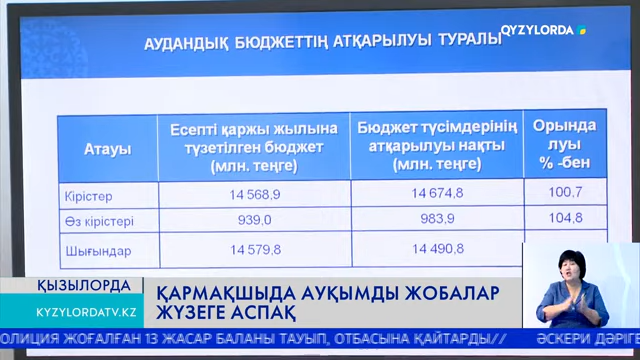 QYZYLORDA
АУДАНДЫҚ БЮДЖЕТТІҢ АТҚАРЫЛУЫ ТУРАЛЫ
Атауы
Есепті қаржы жылына
түзетілген бюджет
(млн. теңге)
Бюджет түсімдерінің
атқарылуы нақты
(млн. теңге)
Орында
луы
% -бен
Кірістер 14 568,9 14 674,8 100,7
Өз кірістері 939,0 983,9 104,8
Шығындар 14 579,8 14 490,8
ҚЫЗЫЛОРДА
KYZYLORDATV.KZ
ҚАРМАҚШЫДА АУҚЫМДЫ ЖОБАЛАР
ЖҮЗЕГЕ АСПАҚ
ОЛИЦИЯ ЖОҒАЛҒАН 13 ЖАСАР БАЛАНЫ ТАУЫП, ОТБАСЫНА ҚАЙТАРДЫ// ӘСКЕРИ ДӘРІГЕ